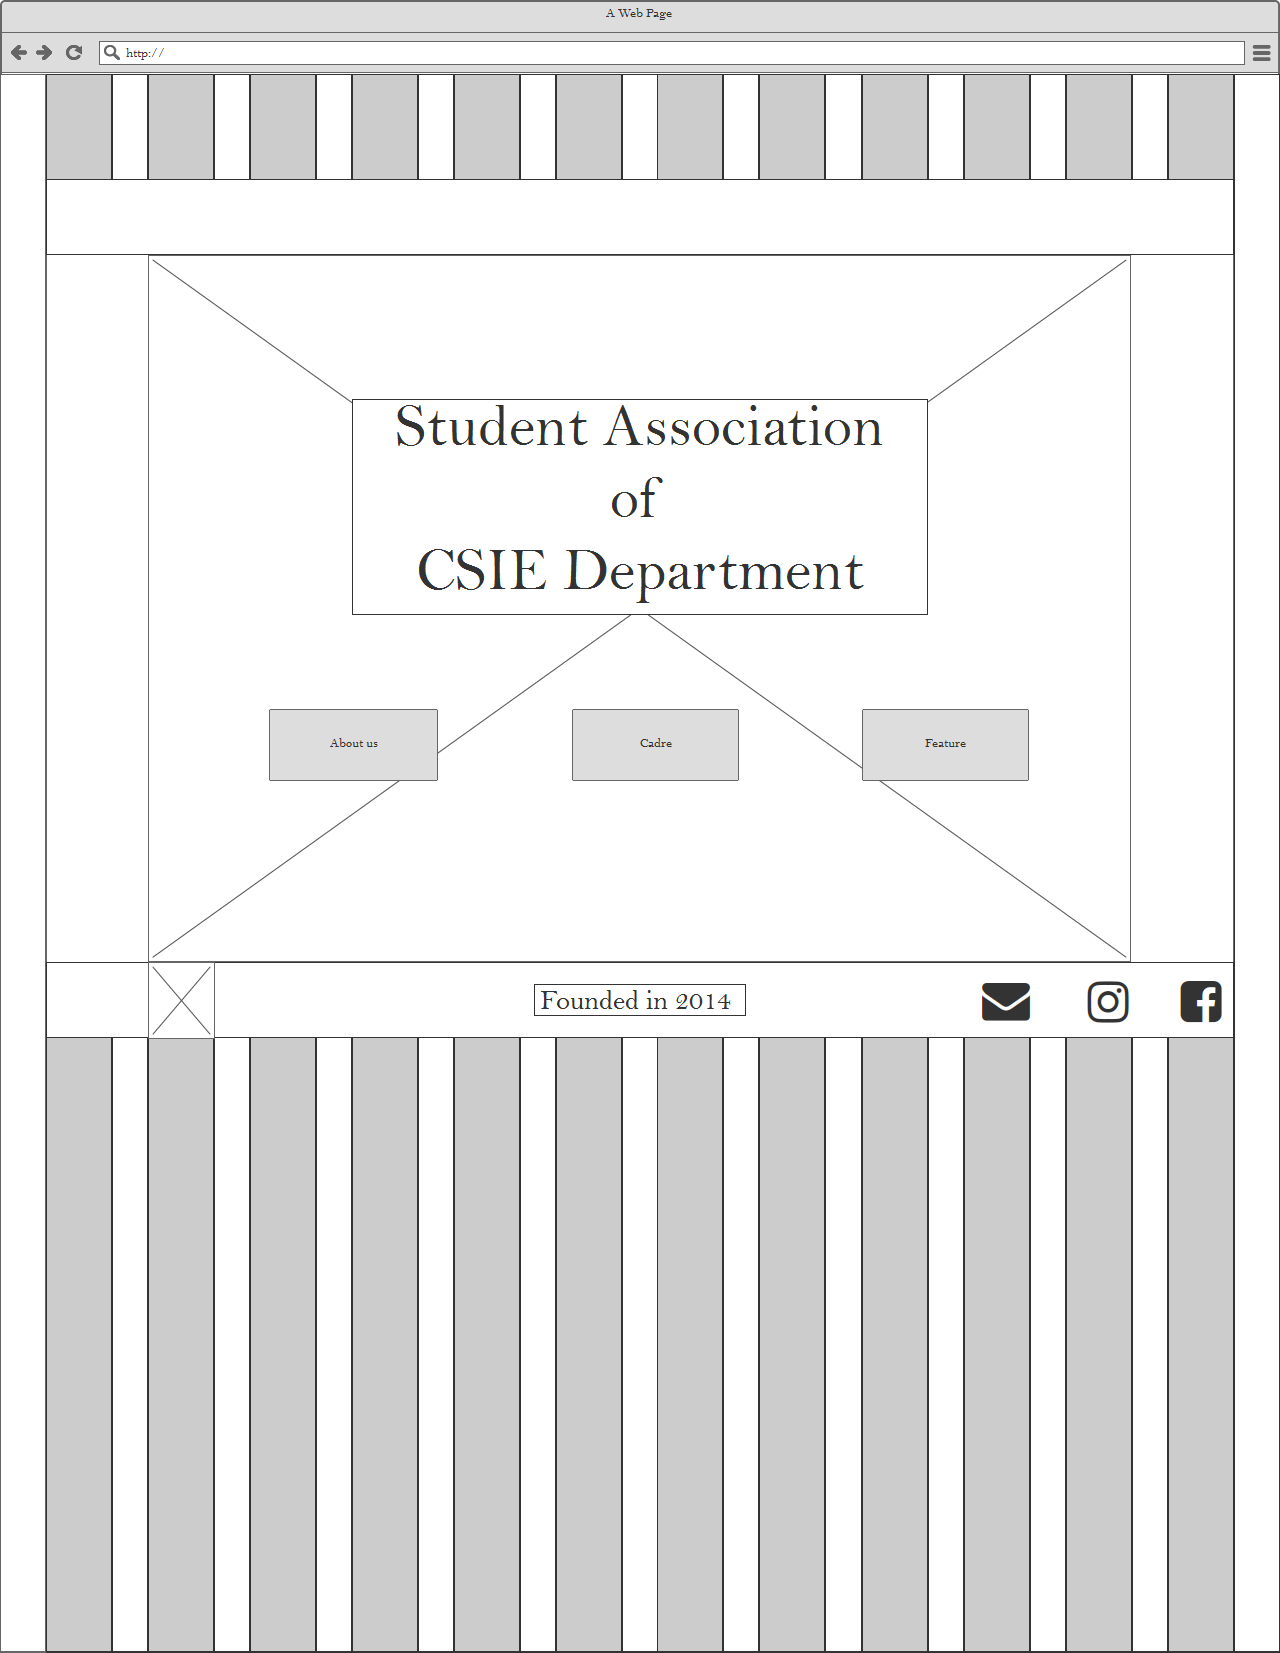 A Web Page
http://
Student Association
of
CSIE Department
About us
Cadre
Feature
Founded in 2014